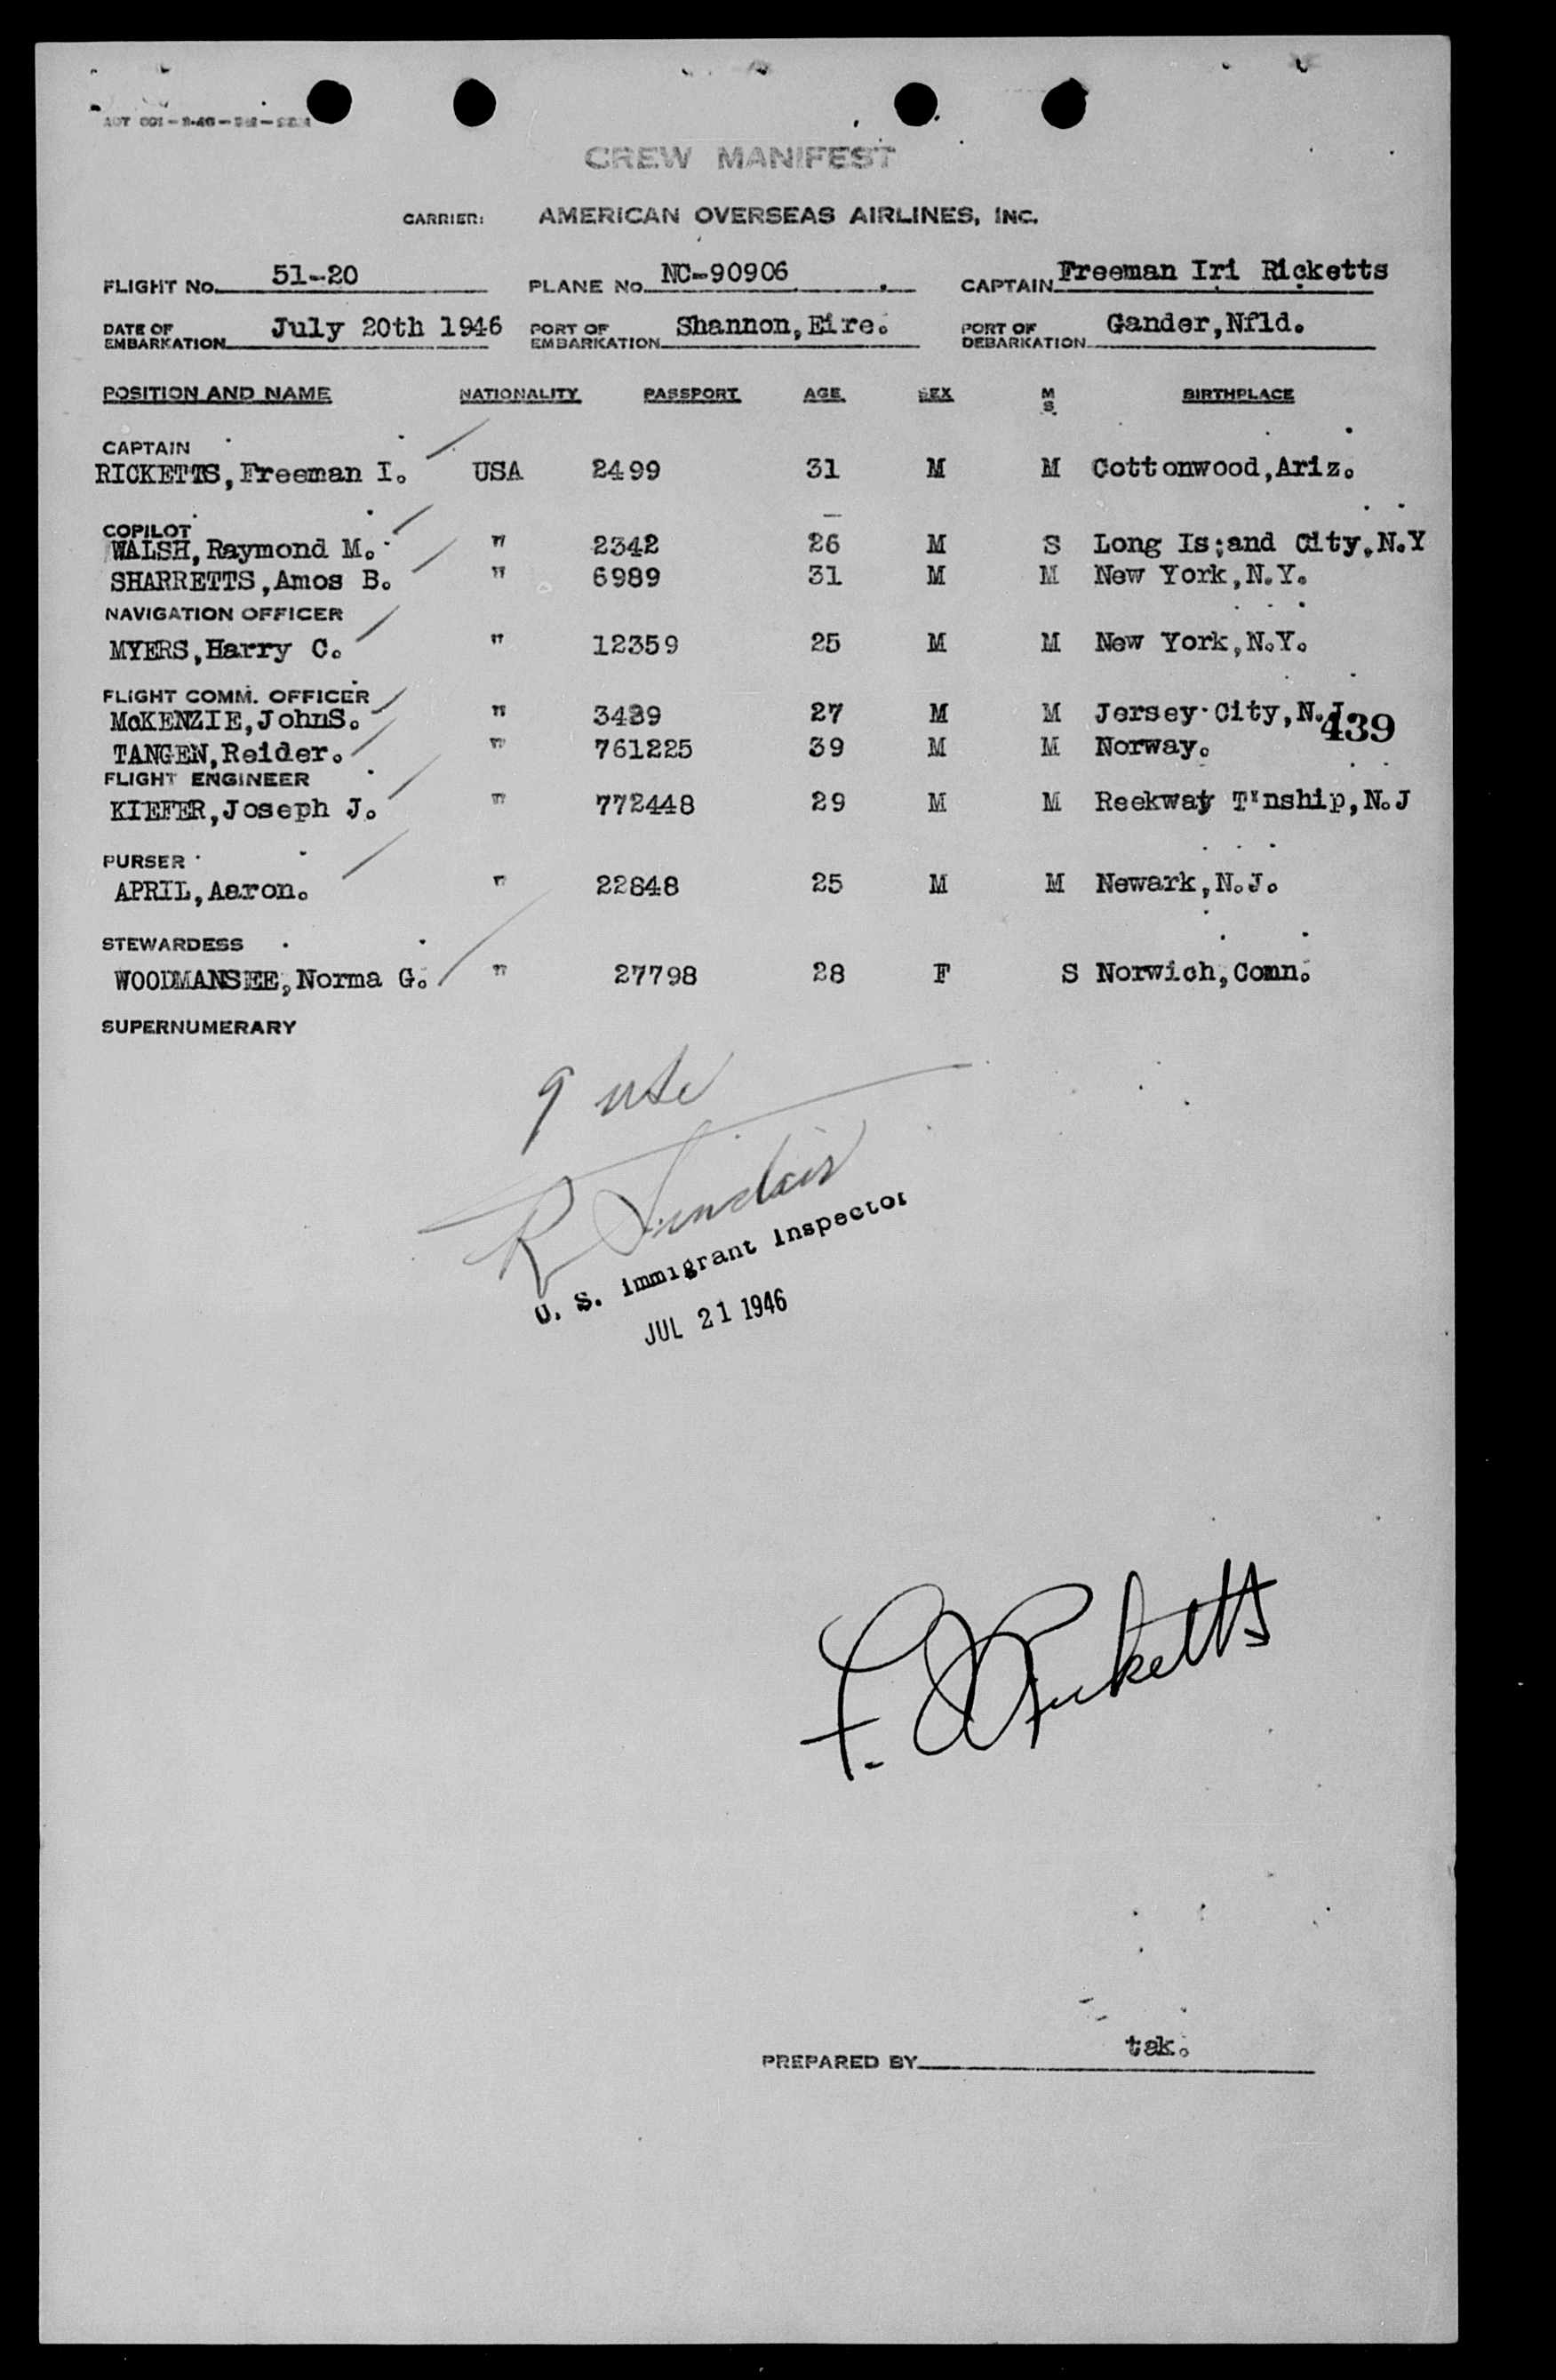 CREW MANIFEST
CARRIER: AMERICAN OVERSEAS AIRLINES, INC.
FLIGHT No. 51-20 PLANE No. NC-90906 CAPTAIN Freeman Iri Ricketts
DATE OF EMBARKATION July 20th 1946 PORT OF EMBARKATION Shannon,Eire. PORT OF DEBARKATION Gander,Nfld.
POSITION AND NAME NATIONALITY PASSPORT AGE SEX M S BIRTHPLACE
CAPTAIN
RICKETTS,Freeman I. USA 2499 31 M M Cottonwood,Ariz.
COPILOT
WALSH,Raymond M. " 2342 26 M S Long Is;and City,N.Y
SHARRETTS,Amos B. " 6989 31 M M New York,N.Y.
NAVIGATION OFFICER
MYERS,Harry C. " 12359 25 M M New York,N.Y.
FLIGHT COMM. OFFICER
McKENZIE,JohnS. " 3439 27 M M Jersey City,N.J.
439
TANGEN,Reider. " 761225 39 M M Norway.
FLIGHT ENGINEER
KIEFER,Joseph J. " 772448 29 M M Reekway T'nship,N.J
PURSER
APRIL,Aaron. " 22848 25 M M Newark,N.J.
STEWARDESS
WOODMANSEE,Norma G. " 27798 28 F S Norwich,Conn.
SUPERNUMERARY
9 usc
R Sinclair
U. S. Immigrant Inspector
JUL 21 1946
F. I Ricketts
PREPARED BY tak.